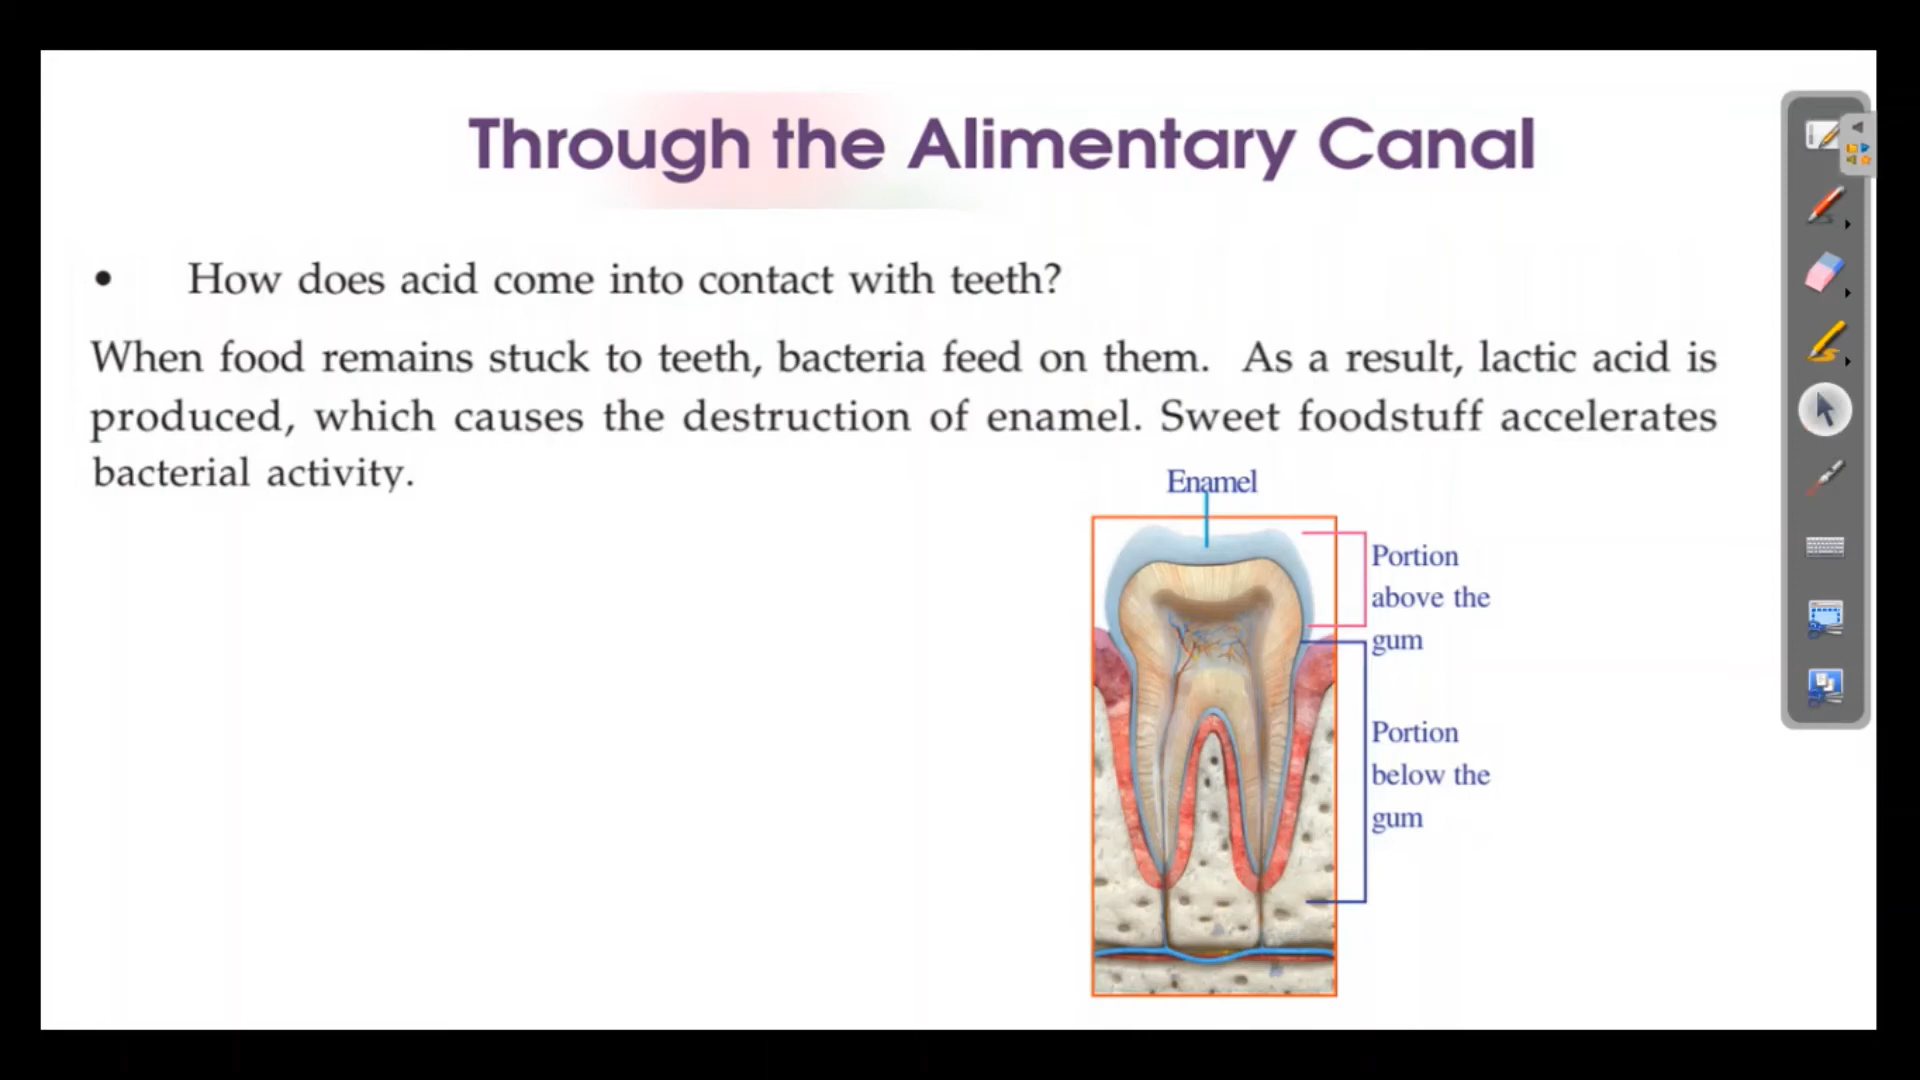 Through the Alimentary Canal
• How does acid come into contact with teeth?
When food remains stuck to teeth, bacteria feed on them. As a result, lactic acid is
produced, which causes the destruction of enamel. Sweet foodstuff accelerates
bacterial activity.
Enamel
Portion
above the
gum
Portion
below the
gum